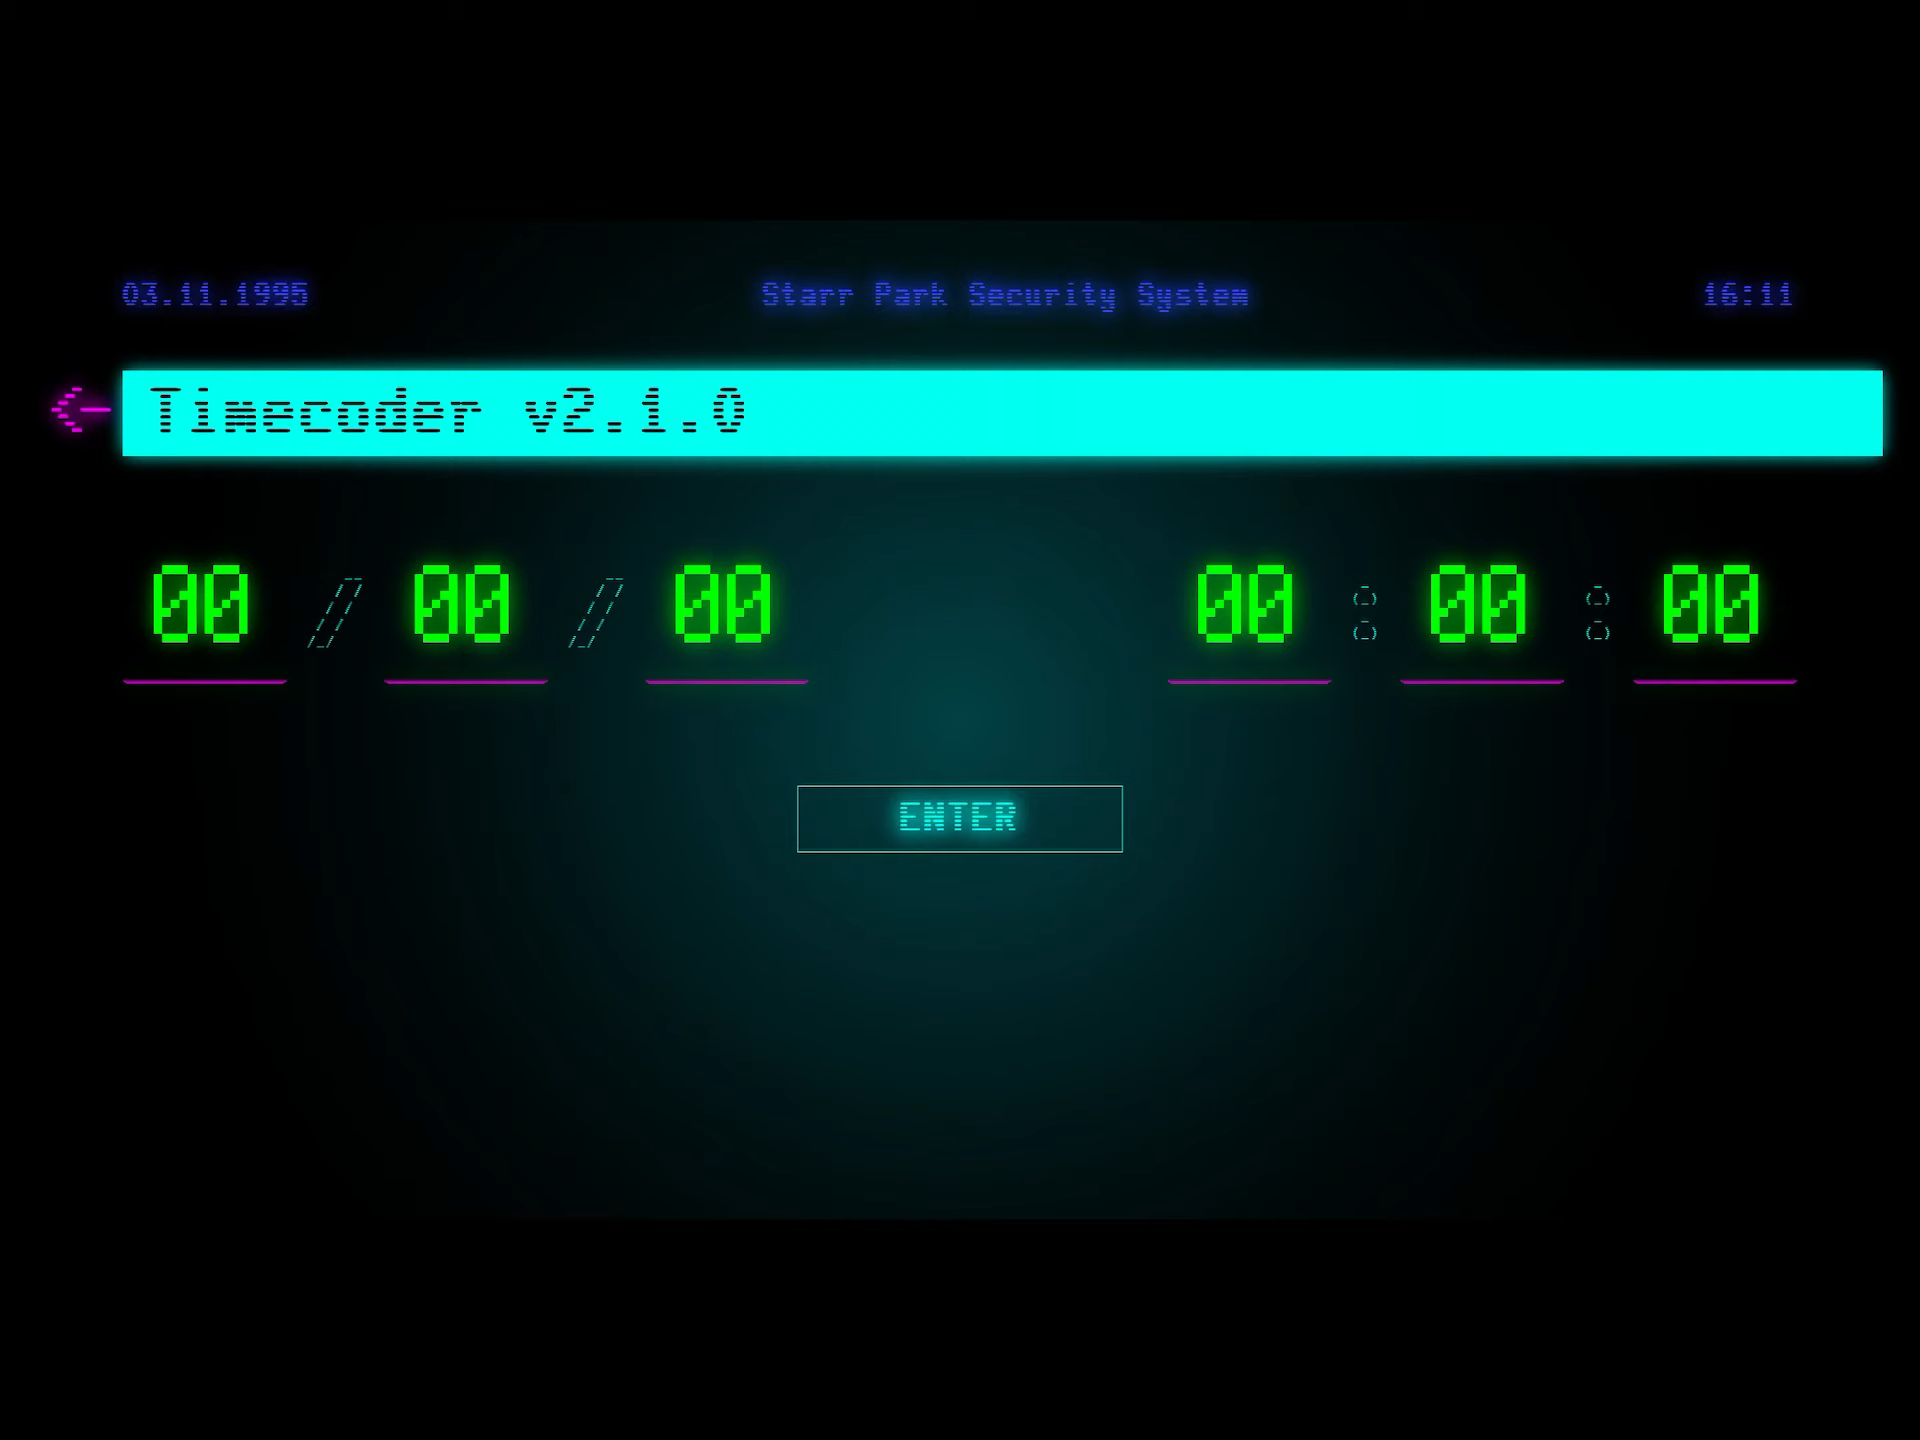 03.11.1995 Starr Park Security System 16:11
Timecoder v2.1.0
00 / 00 / 00 00 : 00 : 00
ENTER